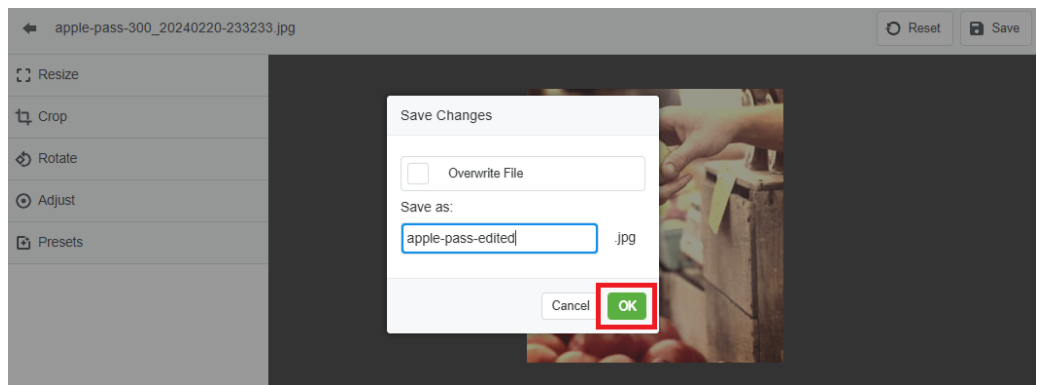 apple-pass-300_20240220-233233.jpg
Reset
Save
Resize
Crop
Rotate
Adjust
Presets
Save Changes
Overwrite File
Save as:
apple-pass-edited
.jpg
Cancel
OK